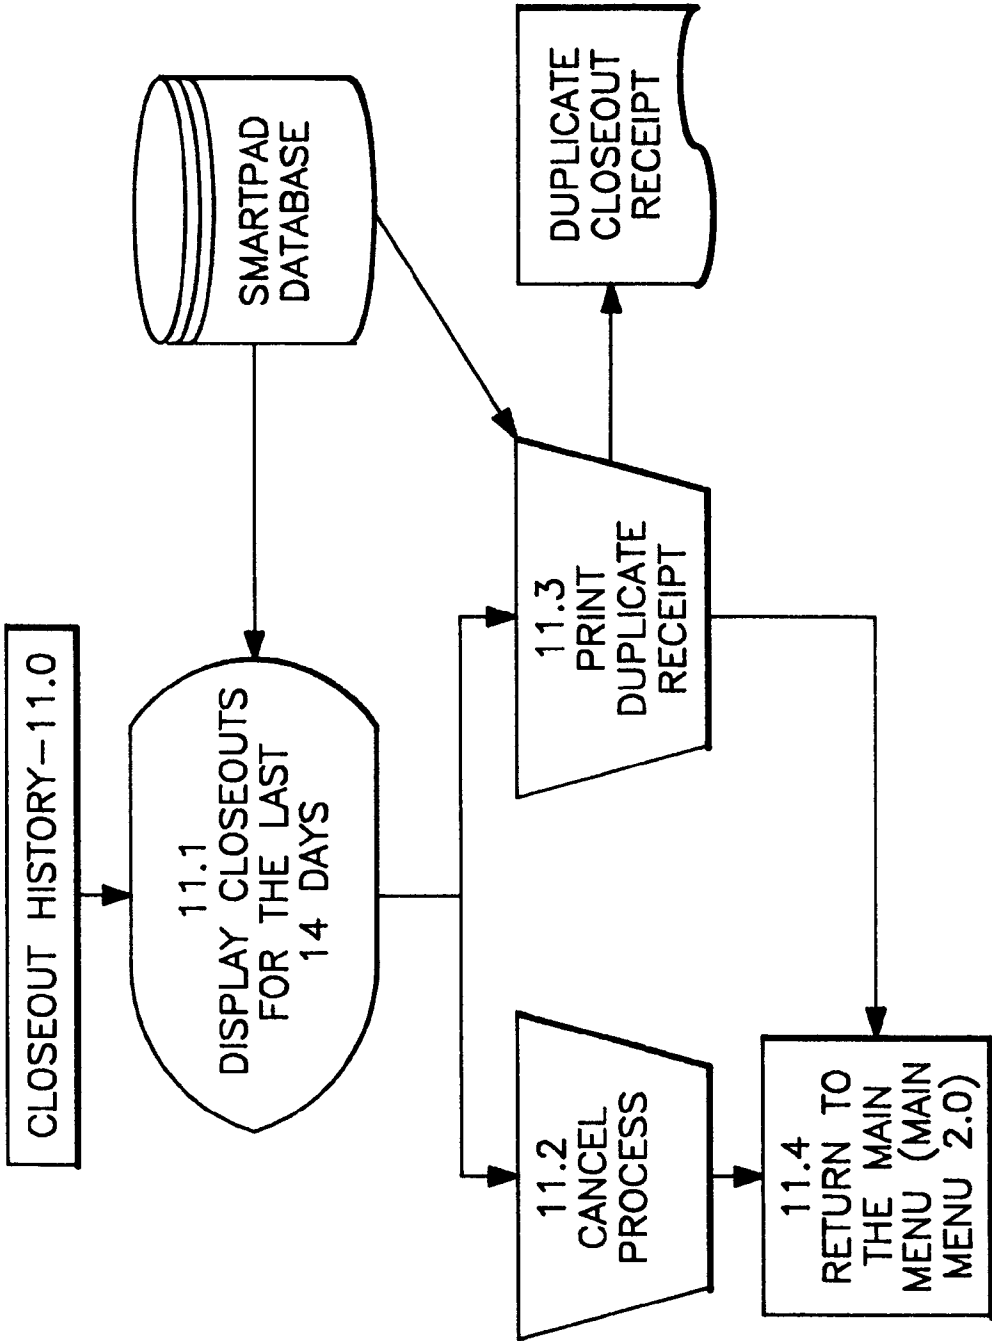 CLOSEOUT HISTORY-11.0
11.1
DISPLAY CLOSEOUTS
FOR THE LAST
14 DAYS
SMARTPAD
DATABASE
11.2
CANCEL
PROCESS
11.3
PRINT
DUPLICATE
RECEIPT
DUPLICATE
CLOSEOUT
RECEIPT
11.4
RETURN TO
THE MAIN
MENU (MAIN
MENU 2.0)